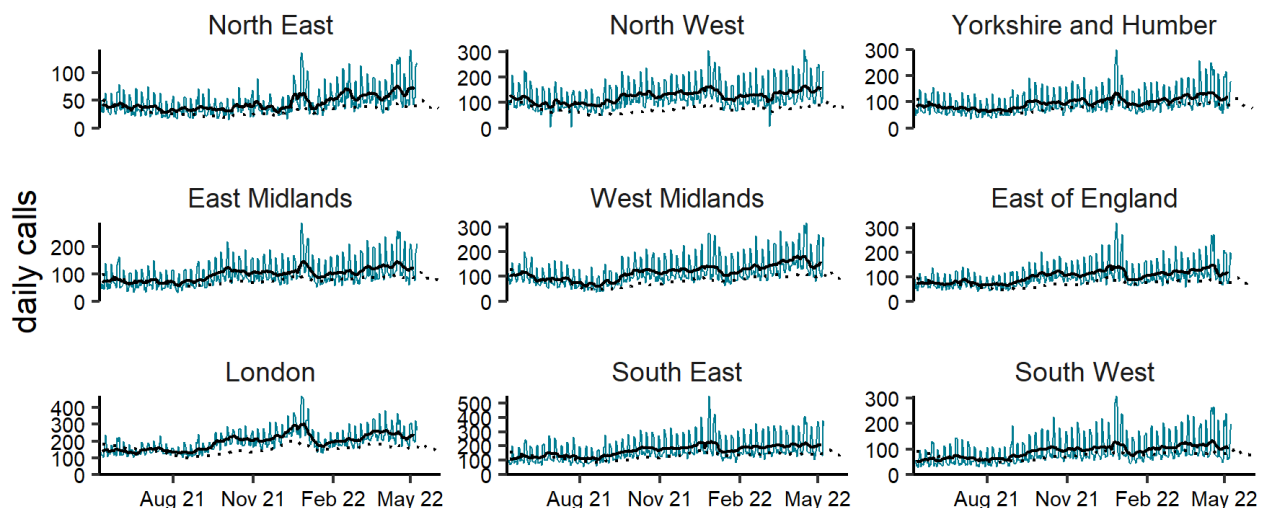 North East
North West
Yorkshire and Humber
100
50
0
300
200
100
0
300
200
100
0
East Midlands
West Midlands
East of England
200
100
0
300
200
100
0
300
200
100
0
daily calls
London
South East
South West
400
300
200
100
0
500
400
300
200
100
0
300
200
100
0
Aug 21 Nov 21 Feb 22 May 22
Aug 21 Nov 21 Feb 22 May 22
Aug 21 Nov 21 Feb 22 May 22